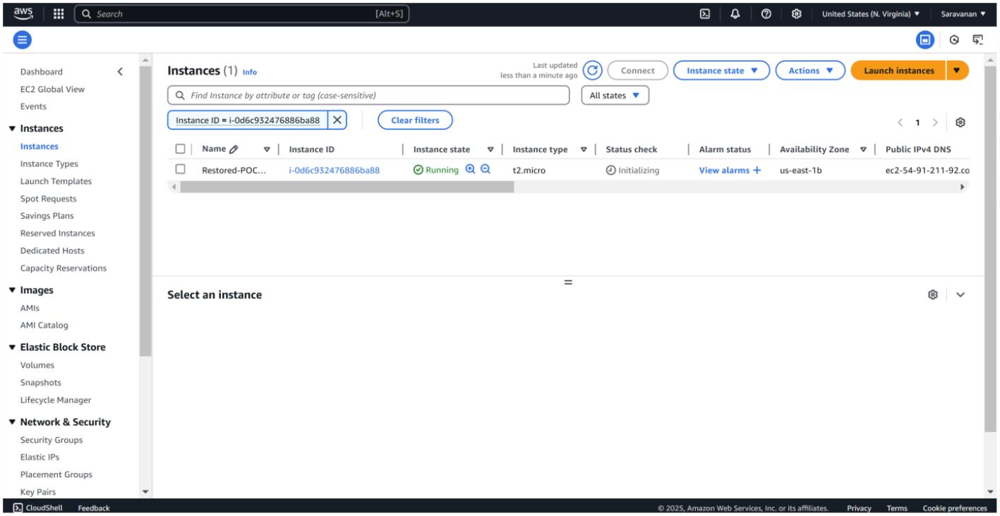 aws Search [Alt+S] United States (N. Virginia) Saravanan
Dashboard
EC2 Global View
Events
Instances
Instances
Instance Types
Launch Templates
Spot Requests
Savings Plans
Reserved Instances
Dedicated Hosts
Capacity Reservations
Images
AMIs
AMI Catalog
Elastic Block Store
Volumes
Snapshots
Lifecycle Manager
Network & Security
Security Groups
Elastic IPs
Placement Groups
Key Pairs
Instances (1) Info
Last updated
less than a minute ago
Connect Instance state Actions Launch instances
Find Instance by attribute or tag (case-sensitive) All states
Instance ID = i-0d6c932476886ba88 Clear filters 1
Name Instance ID Instance state Instance type Status check Alarm status Availability Zone Public IPv4 DNS
Restored-POC... i-0d6c932476886ba88 Running t2.micro Initializing View alarms + us-east-1b ec2-54-91-211-92.co
Select an instance
CloudShell Feedback © 2025, Amazon Web Services, Inc. or its affiliates. Privacy Terms Cookie preferences